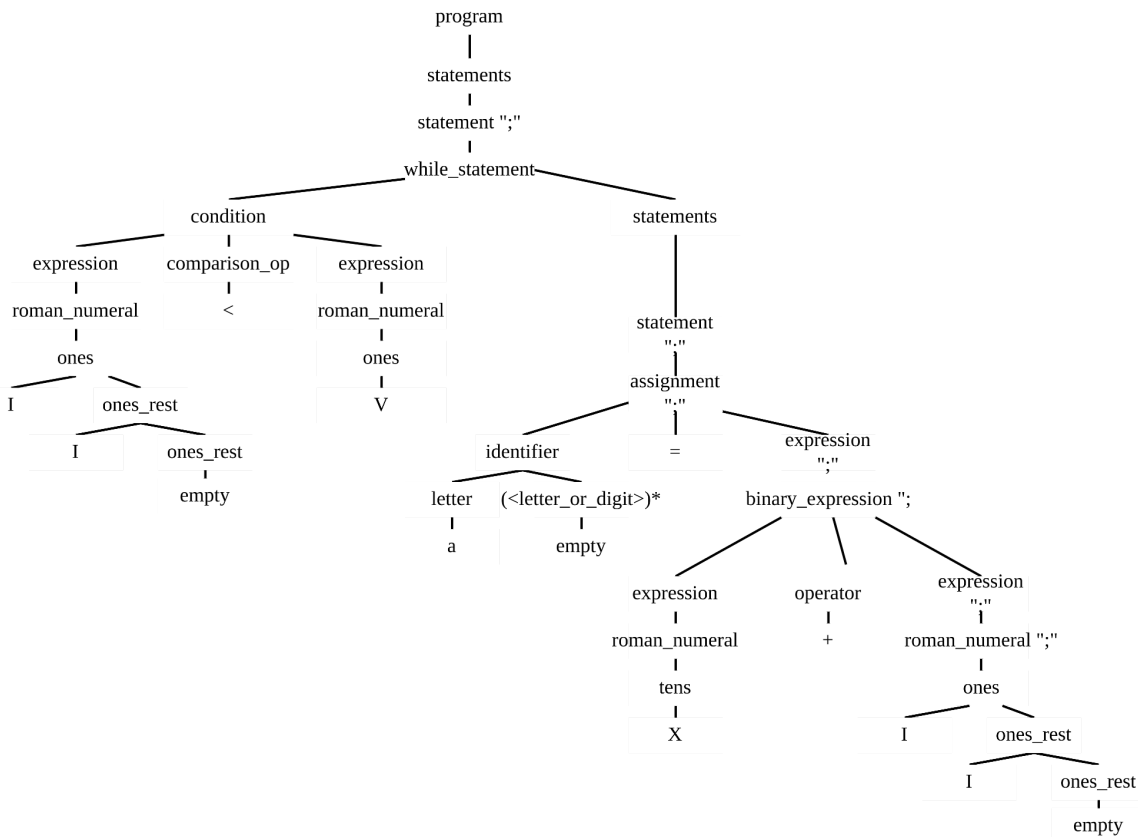 program
statements
statement ";"
while_statement
condition
statements
expression
comparison_op
expression
roman_numeral
<
roman_numeral
statement
";"
ones
ones
assignment
";"
I
ones_rest
V
expression
";"
I
ones_rest
identifier
=
empty
letter
(<letter_or_digit>)*
binary_expression ";
a
empty
expression
operator
expression
";"
roman_numeral
+
roman_numeral ";"
tens
ones
X
I
ones_rest
I
ones_rest
empty